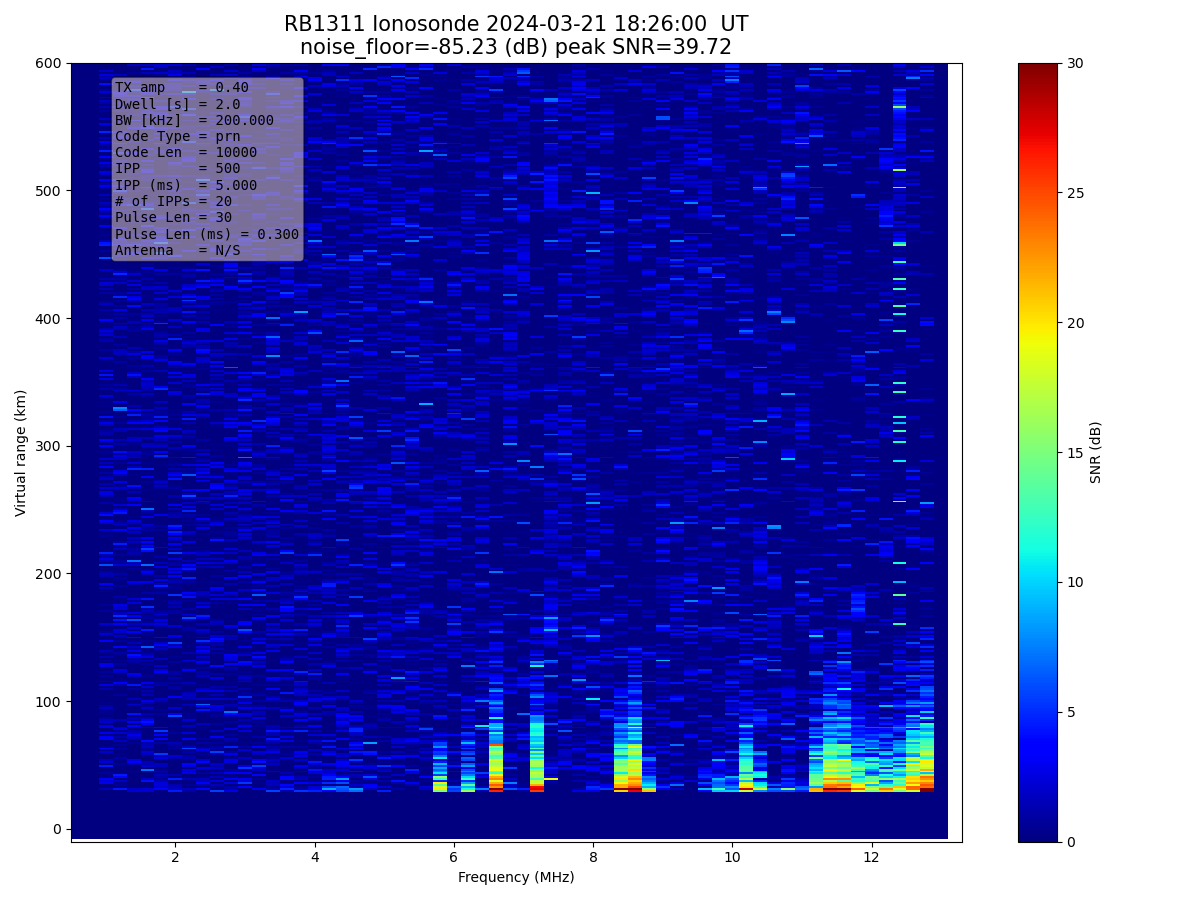 RB1311 Ionosonde 2024-03-21 18:26:00 UT
noise_floor=-85.23 (dB) peak SNR=39.72
TX amp = 0.40
Dwell [s] = 2.0
BW [kHz] = 200.000
Code Type = prn
Code Len = 10000
IPP = 500
IPP (ms) = 5.000
# of IPPs = 20
Pulse Len = 30
Pulse Len (ms) = 0.300
Antenna = N/S
Virtual range (km)
600
500
400
300
200
100
0
2 4 6 8 10 12
Frequency (MHz)
30
25
20
15
10
5
0
SNR (dB)